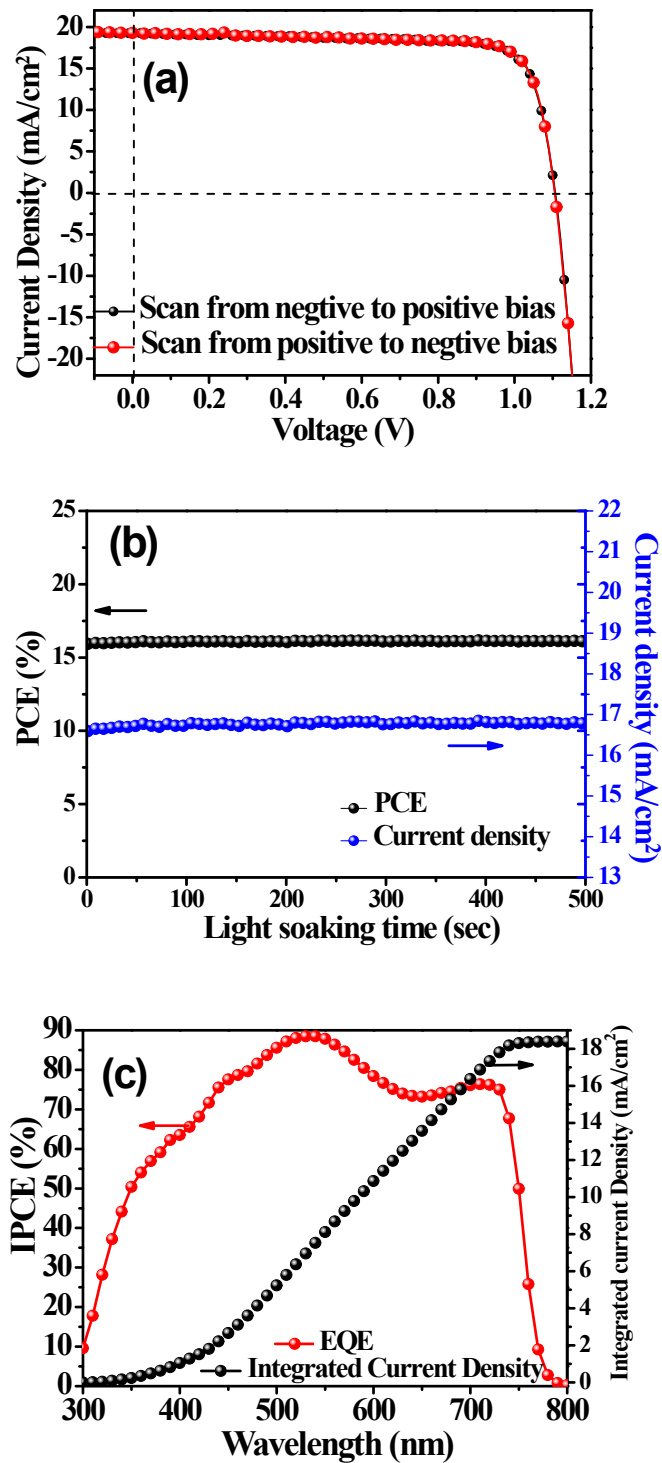 (a)
Current Density (mA/cm²)
20
15
10
5
0
-5
-10
-15
-20
Scan from negtive to positive bias
Scan from positive to negtive bias
0.0 0.2 0.4 0.6 0.8 1.0 1.2
Voltage (V)
(b)
PCE (%)
25
20
15
10
5
0
PCE
Current density
22
21
20
19
18
17
16
15
14
13
Current density (mA/cm²)
0 100 200 300 400 500
Light soaking time (sec)
(c)
IPCE (%)
90
80
70
60
50
40
30
20
10
0
EQE
Integrated Current Density
18
16
14
12
10
8
6
4
2
0
Integrated current Density (mA/cm²)
300 400 500 600 700 800
Wavelength (nm)